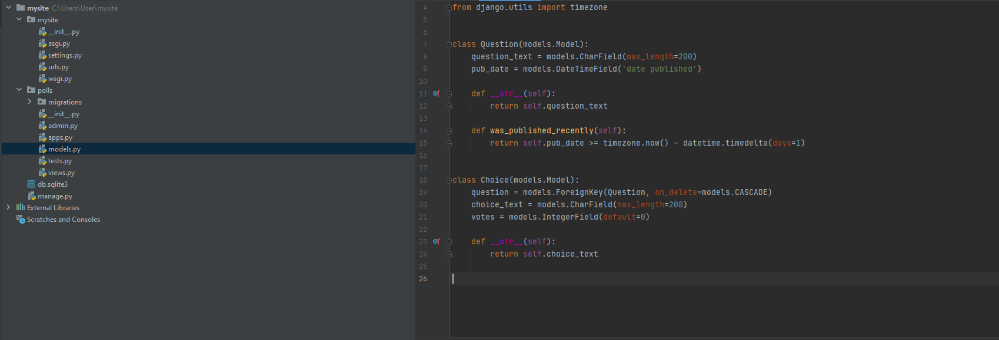 mysite C:\Users\User\mysite
mysite
__init__.py
asgi.py
settings.py
urls.py
wsgi.py
polls
migrations
__init__.py
admin.py
apps.py
models.py
tests.py
views.py
db.sqlite3
manage.py
External Libraries
Scratches and Consoles
4 from django.utils import timezone
5
6
7 class Question(models.Model):
8     question_text = models.CharField(max_length=200)
9     pub_date = models.DateTimeField('date published')
10
11     def __str__(self):
12         return self.question_text
13
14     def was_published_recently(self):
15         return self.pub_date >= timezone.now() - datetime.timedelta(days=1)
16
17
18 class Choice(models.Model):
19     question = models.ForeignKey(Question, on_delete=models.CASCADE)
20     choice_text = models.CharField(max_length=200)
21     votes = models.IntegerField(default=0)
22
23     def __str__(self):
24         return self.choice_text
25
26